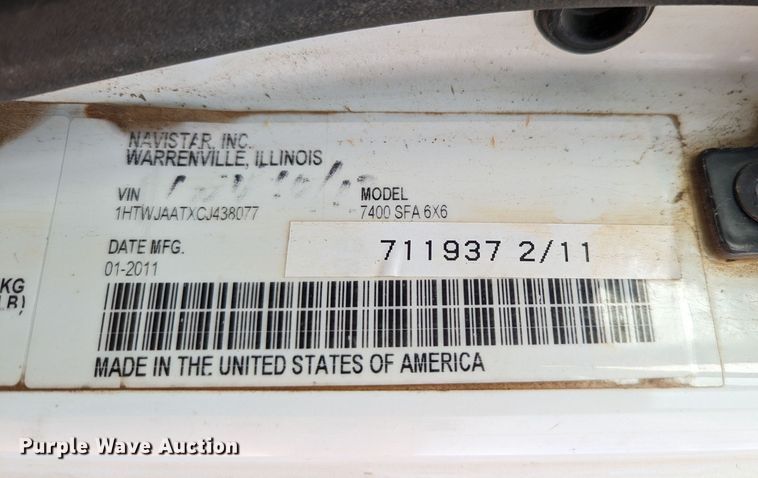 NAVISTAR, INC.
WARRENVILLE, ILLINOIS
VIN MODEL
1HTWJAATXCJ438077 7400 SFA 6X6
DATE MFG. 711937 2/11
01-2011
KG
LB)
MADE IN THE UNITED STATES OF AMERICA
Purple Wave Auction